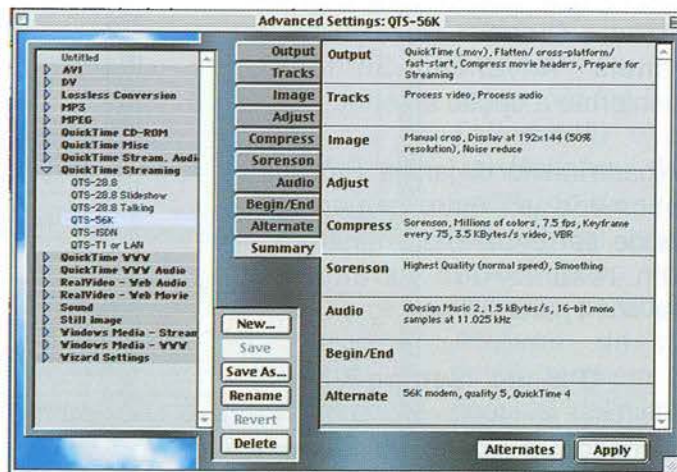 Advanced Settings: QTS-56K
Untitled
AVI
DV
Lossless Conversion
MP3
MPEG
QuickTime CD-ROM
QuickTime Misc
QuickTime Stream. Audi
QuickTime Streaming
QTS-28.8
QTS-28.8 Slideshow
QTS-28.8 Talking
QTS-56K
QTS-ISDN
QTS-T1 or LAN
QuickTime WWW
QuickTime WWW Audio
RealVideo - Web Audio
RealVideo - Web Movie
Sound
Still Image
Windows Media - Stream
Windows Media - WWW
Wizard Settings
New...
Save
Save As...
Rename
Revert
Delete
Output
Tracks
Image
Adjust
Compress
Sorenson
Audio
Begin/End
Alternate
Summary
Output
QuickTime (.mov), Flatten/ cross-platform/
fast-start, Compress movie headers, Prepare for
Streaming
Tracks
Process video, Process audio
Image
Manual crop, Display at 192x144 (50%
resolution), Noise reduce
Adjust
Compress
Sorenson, Millions of colors, 7.5 fps, Keyframe
every 75, 3.5 KBytes/s video, VBR
Sorenson
Highest Quality (normal speed), Smoothing
Audio
QDesign Music 2, 1.5 kBytes/s, 16-bit mono
samples at 11.025 kHz
Begin/End
Alternate
56K modem, quality 5, QuickTime 4
Alternates
Apply